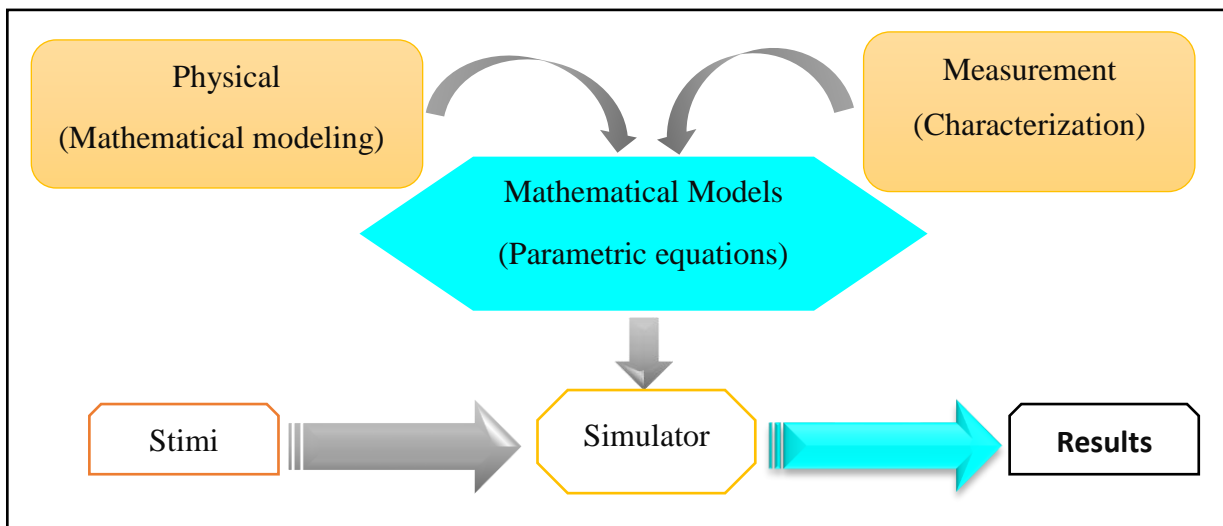 Physical
(Mathematical modeling)
Measurement
(Characterization)
Mathematical Models
(Parametric equations)
Stimi
Simulator
Results